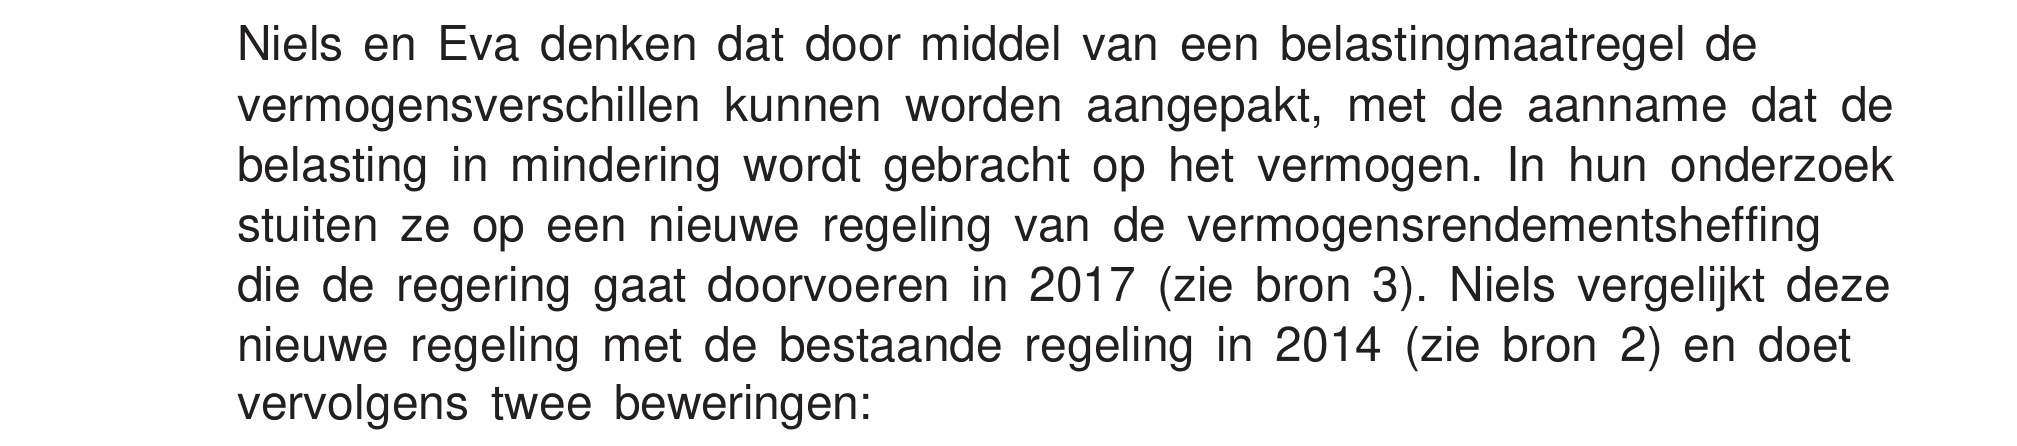 Niels en Eva denken dat door middel van een belastingmaatregel de
vermogensverschillen kunnen worden aangepakt, met de aanname dat de
belasting in mindering wordt gebracht op het vermogen. In hun onderzoek
stuiten ze op een nieuwe regeling van de vermogensrendementsheffing
die de regering gaat doorvoeren in 2017 (zie bron 3). Niels vergelijkt deze
nieuwe regeling met de bestaande regeling in 2014 (zie bron 2) en doet
vervolgens twee beweringen: